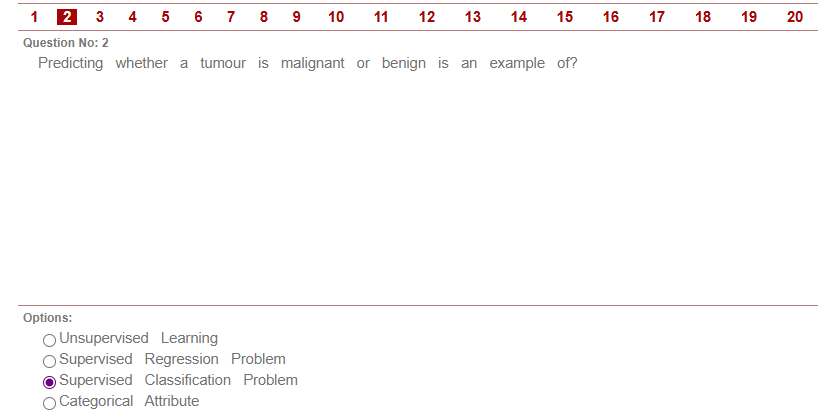 1 2 3 4 5 6 7 8 9 10 11 12 13 14 15 16 17 18 19 20
Question No: 2
Predicting whether a tumour is malignant or benign is an example of?
Options:
Unsupervised Learning
Supervised Regression Problem
Supervised Classification Problem
Categorical Attribute